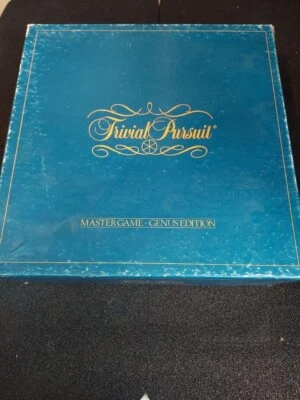 Trivial Pursuit®
MASTER GAME - GENUS EDITION